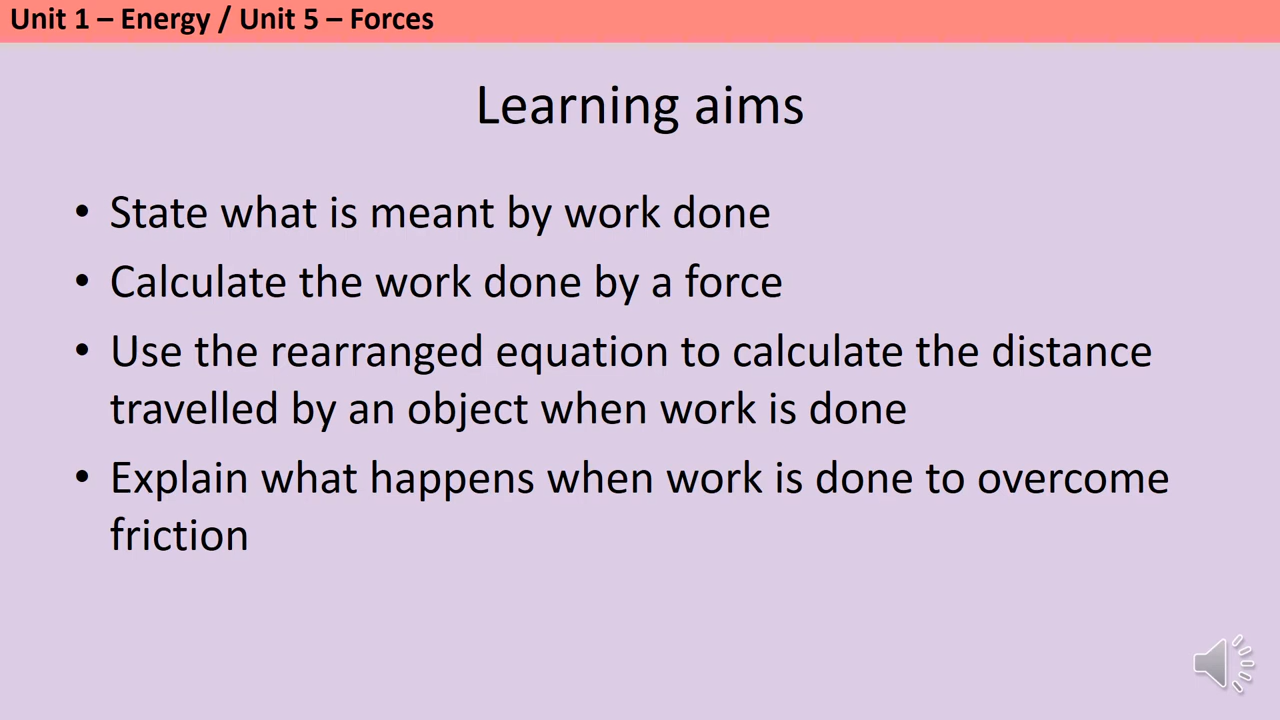 Unit 1 – Energy / Unit 5 – Forces
Learning aims
• State what is meant by work done
• Calculate the work done by a force
• Use the rearranged equation to calculate the distance
travelled by an object when work is done
• Explain what happens when work is done to overcome
friction